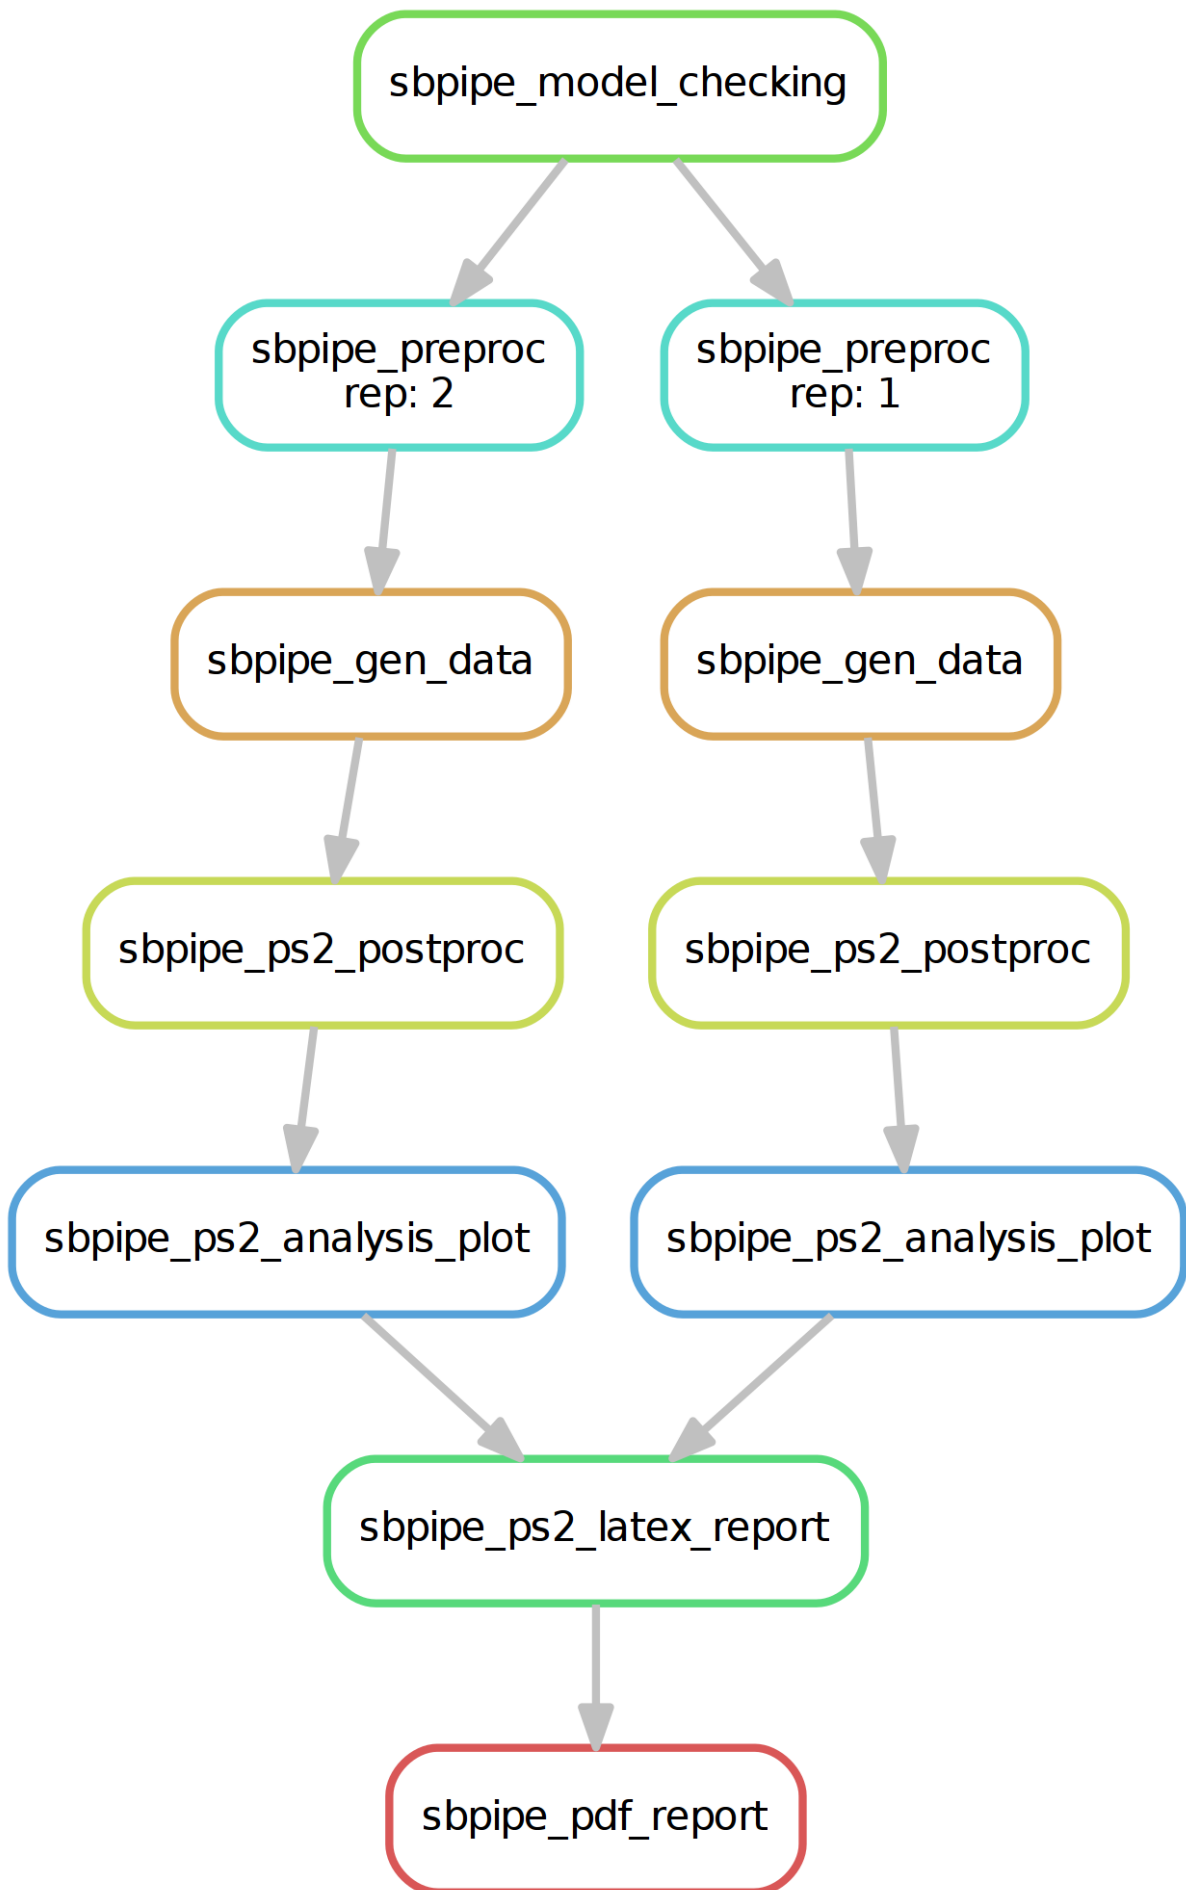 sbpipe_model_checking
sbpipe_preproc
rep: 2
sbpipe_preproc
rep: 1
sbpipe_gen_data
sbpipe_gen_data
sbpipe_ps2_postproc
sbpipe_ps2_postproc
sbpipe_ps2_analysis_plot
sbpipe_ps2_analysis_plot
sbpipe_ps2_latex_report
sbpipe_pdf_report